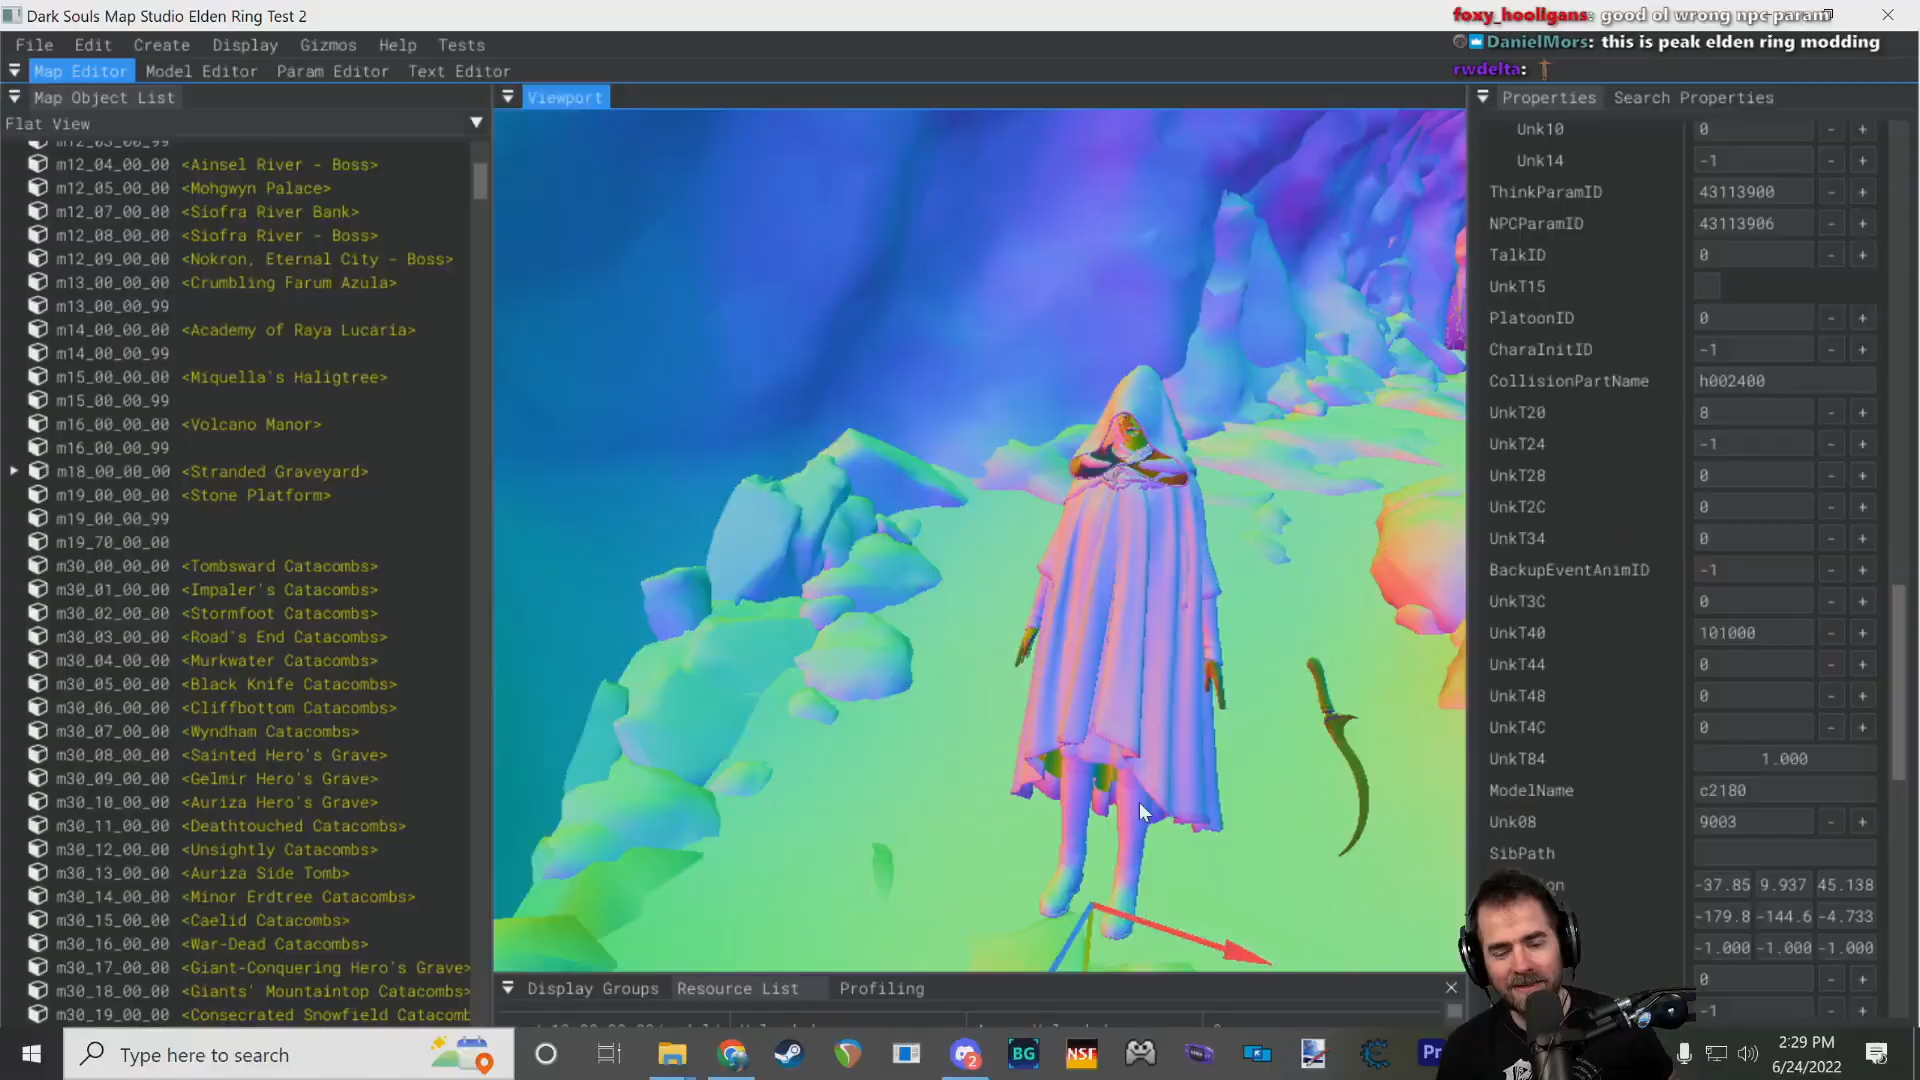 Dark Souls Map Studio Elden Ring Test 2
foxy_hooligans: good ol wrong npc param
DanielMors: this is peak elden ring modding
rwdelta:
File Edit Create Display Gizmos Help Tests
Map Editor Model Editor Param Editor Text Editor
Map Object List
Viewport
Properties Search Properties
Flat View
m12_03_00_99
m12_04_00_00 <Ainsel River - Boss>
m12_05_00_00 <Mohgwyn Palace>
m12_07_00_00 <Siofra River Bank>
m12_08_00_00 <Siofra River - Boss>
m12_09_00_00 <Nokron, Eternal City - Boss>
m13_00_00_00 <Crumbling Farum Azula>
m13_00_00_99
m14_00_00_00 <Academy of Raya Lucaria>
m14_00_00_99
m15_00_00_00 <Miquella's Haligtree>
m15_00_00_99
m16_00_00_00 <Volcano Manor>
m16_00_00_99
m18_00_00_00 <Stranded Graveyard>
m19_00_00_00 <Stone Platform>
m19_00_00_99
m19_70_00_00
m30_00_00_00 <Tombsward Catacombs>
m30_01_00_00 <Impaler's Catacombs>
m30_02_00_00 <Stormfoot Catacombs>
m30_03_00_00 <Road's End Catacombs>
m30_04_00_00 <Murkwater Catacombs>
m30_05_00_00 <Black Knife Catacombs>
m30_06_00_00 <Cliffbottom Catacombs>
m30_07_00_00 <Wyndham Catacombs>
m30_08_00_00 <Sainted Hero's Grave>
m30_09_00_00 <Gelmir Hero's Grave>
m30_10_00_00 <Auriza Hero's Grave>
m30_11_00_00 <Deathtouched Catacombs>
m30_12_00_00 <Unsightly Catacombs>
m30_13_00_00 <Auriza Side Tomb>
m30_14_00_00 <Minor Erdtree Catacombs>
m30_15_00_00 <Caelid Catacombs>
m30_16_00_00 <War-Dead Catacombs>
m30_17_00_00 <Giant-Conquering Hero's Grave>
m30_18_00_00 <Giants' Mountaintop Catacombs>
m30_19_00_00 <Consecrated Snowfield Catacomb
Unk10 0 - +
Unk14 -1 - +
ThinkParamID 43113900 - +
NPCParamID 43113906 - +
TalkID 0 - +
UnkT15
PlatoonID 0 - +
CharaInitID -1 - +
CollisionPartName h002400
UnkT20 8 - +
UnkT24 -1 - +
UnkT28 0 - +
UnkT2C 0 - +
UnkT34 0 - +
BackupEventAnimID -1 - +
UnkT3C 0 - +
UnkT40 101000 - +
UnkT44 0 - +
UnkT48 0 - +
UnkT4C 0 - +
UnkT84 1.000
ModelName c2180
Unk08 9003 - +
SibPath
-37.85 9.937 45.138
-179.8 -144.6 -4.733
-1.000 -1.000 -1.000
0 - +
-1 - +
Display Groups Resource List Profiling
Type here to search
2
BG
NSF
Pr
2:29 PM
6/24/2022